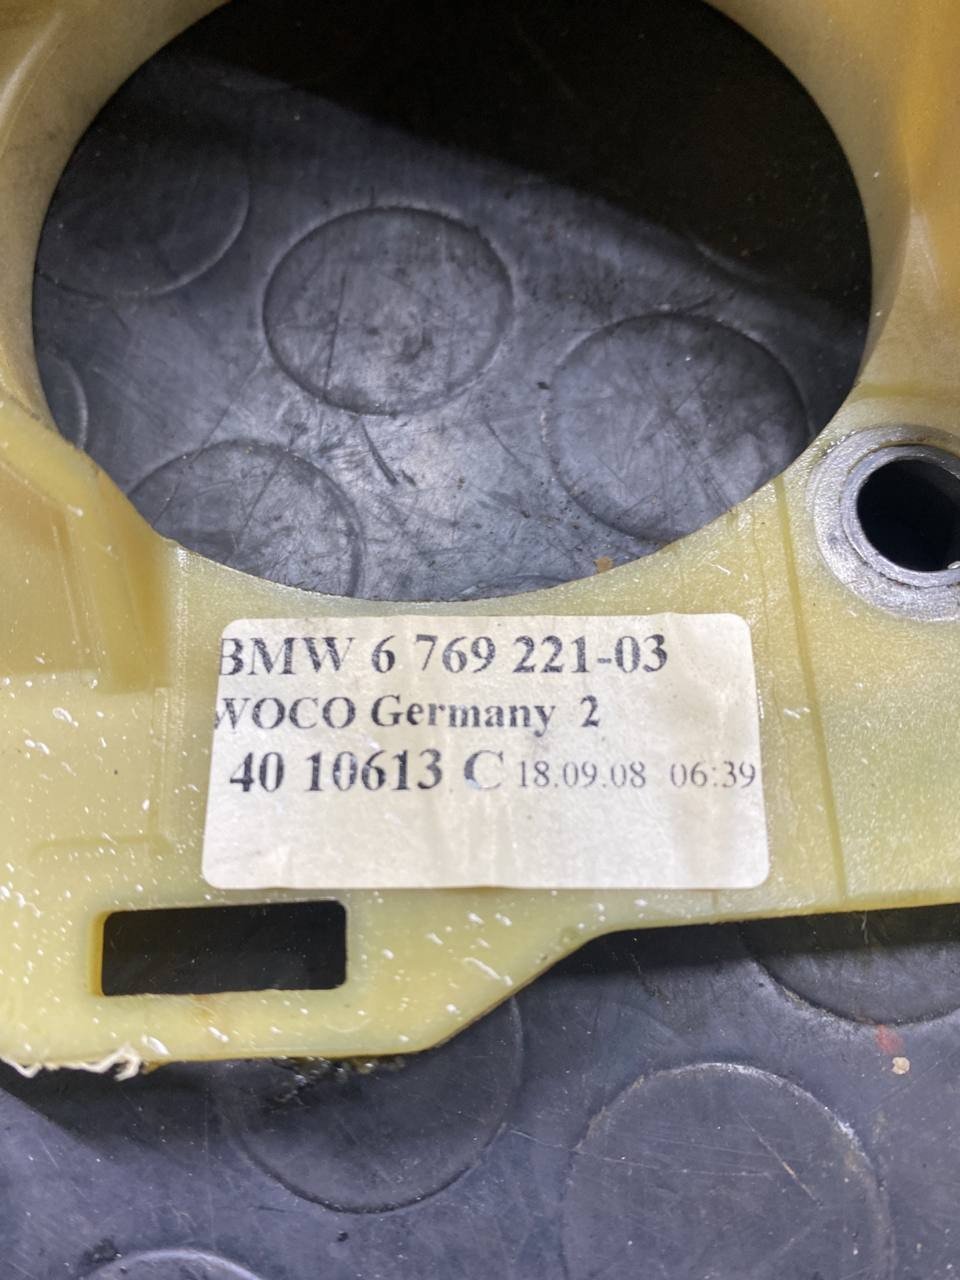 BMW 6 769 221-03
WOCO Germany 2
40 10613 C 18.09.08 06:39